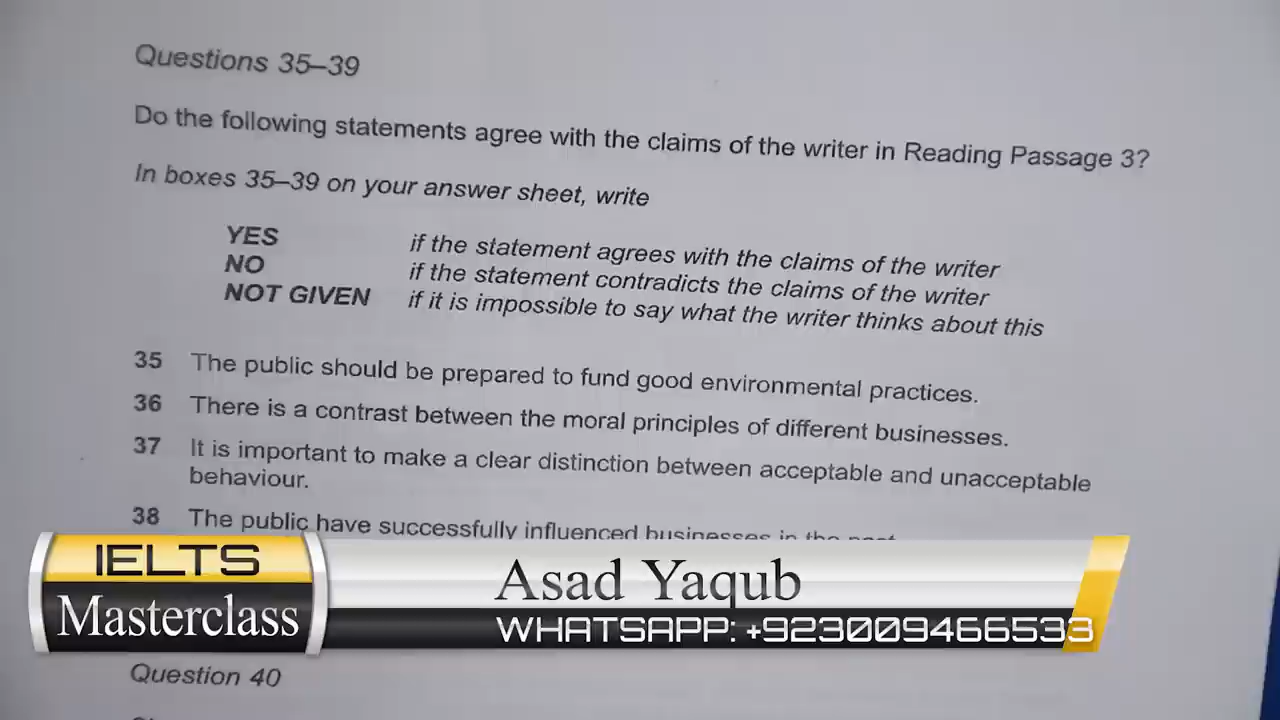 Questions 35–39
Do the following statements agree with the claims of the writer in Reading Passage 3?
In boxes 35–39 on your answer sheet, write
YES if the statement agrees with the claims of the writer
NO if the statement contradicts the claims of the writer
NOT GIVEN if it is impossible to say what the writer thinks about this
35 The public should be prepared to fund good environmental practices.
36 There is a contrast between the moral principles of different businesses.
37 It is important to make a clear distinction between acceptable and unacceptable
behaviour.
38 The public have successfully influenced businesses in the past
IELTS
Masterclass
Asad Yaqub
WHATSAPP: +923009466533
Question 40